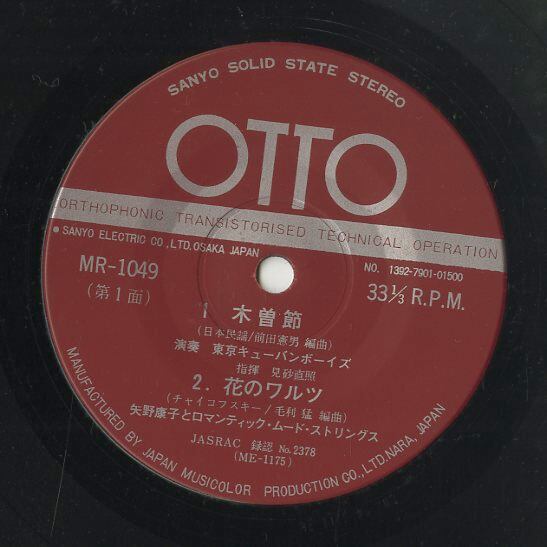 SANYO SOLID STATE STEREO
OTTO
ORTHOPHONIC TRANSISTORISED TECHNICAL OPERATION
● SANYO ELECTRIC CO., LTD. OSAKA JAPAN
NO. 1392-7901-01500
MR-1049
33⅓ R.P.M.
(第1面)
1 木曽節
(日本民謡/前田憲男 編曲)
演奏 東京キューバンボーイズ
指揮 見砂直照
2. 花のワルツ
(チャイコフスキー/毛利 猛 編曲)
矢野康子とロマンティック・ムード・ストリングス
JASRAC 録認 No.2378
(ME-1175)
MANUFACTURED BY JAPAN MUSICOLOR PRODUCTION CO., LTD. NARA, JAPAN